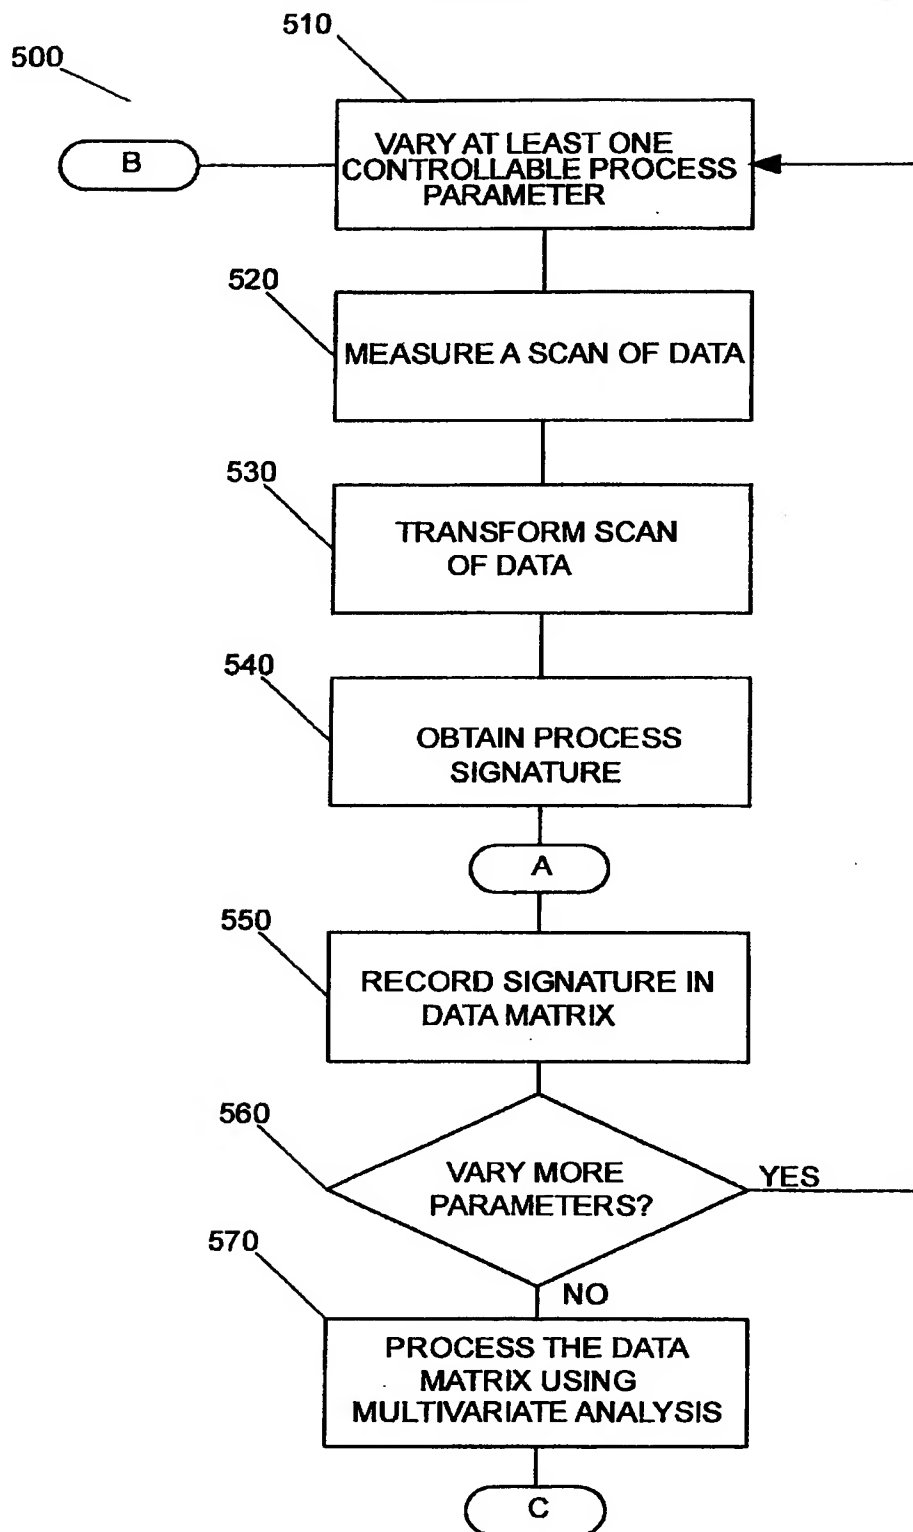 510
500
B
VARY AT LEAST ONE
CONTROLLABLE PROCESS
PARAMETER
520
MEASURE A SCAN OF DATA
530
TRANSFORM SCAN
OF DATA
540
OBTAIN PROCESS
SIGNATURE
A
550
RECORD SIGNATURE IN
DATA MATRIX
560
VARY MORE
PARAMETERS?
YES
570
NO
PROCESS THE DATA
MATRIX USING
MULTIVARIATE ANALYSIS
C